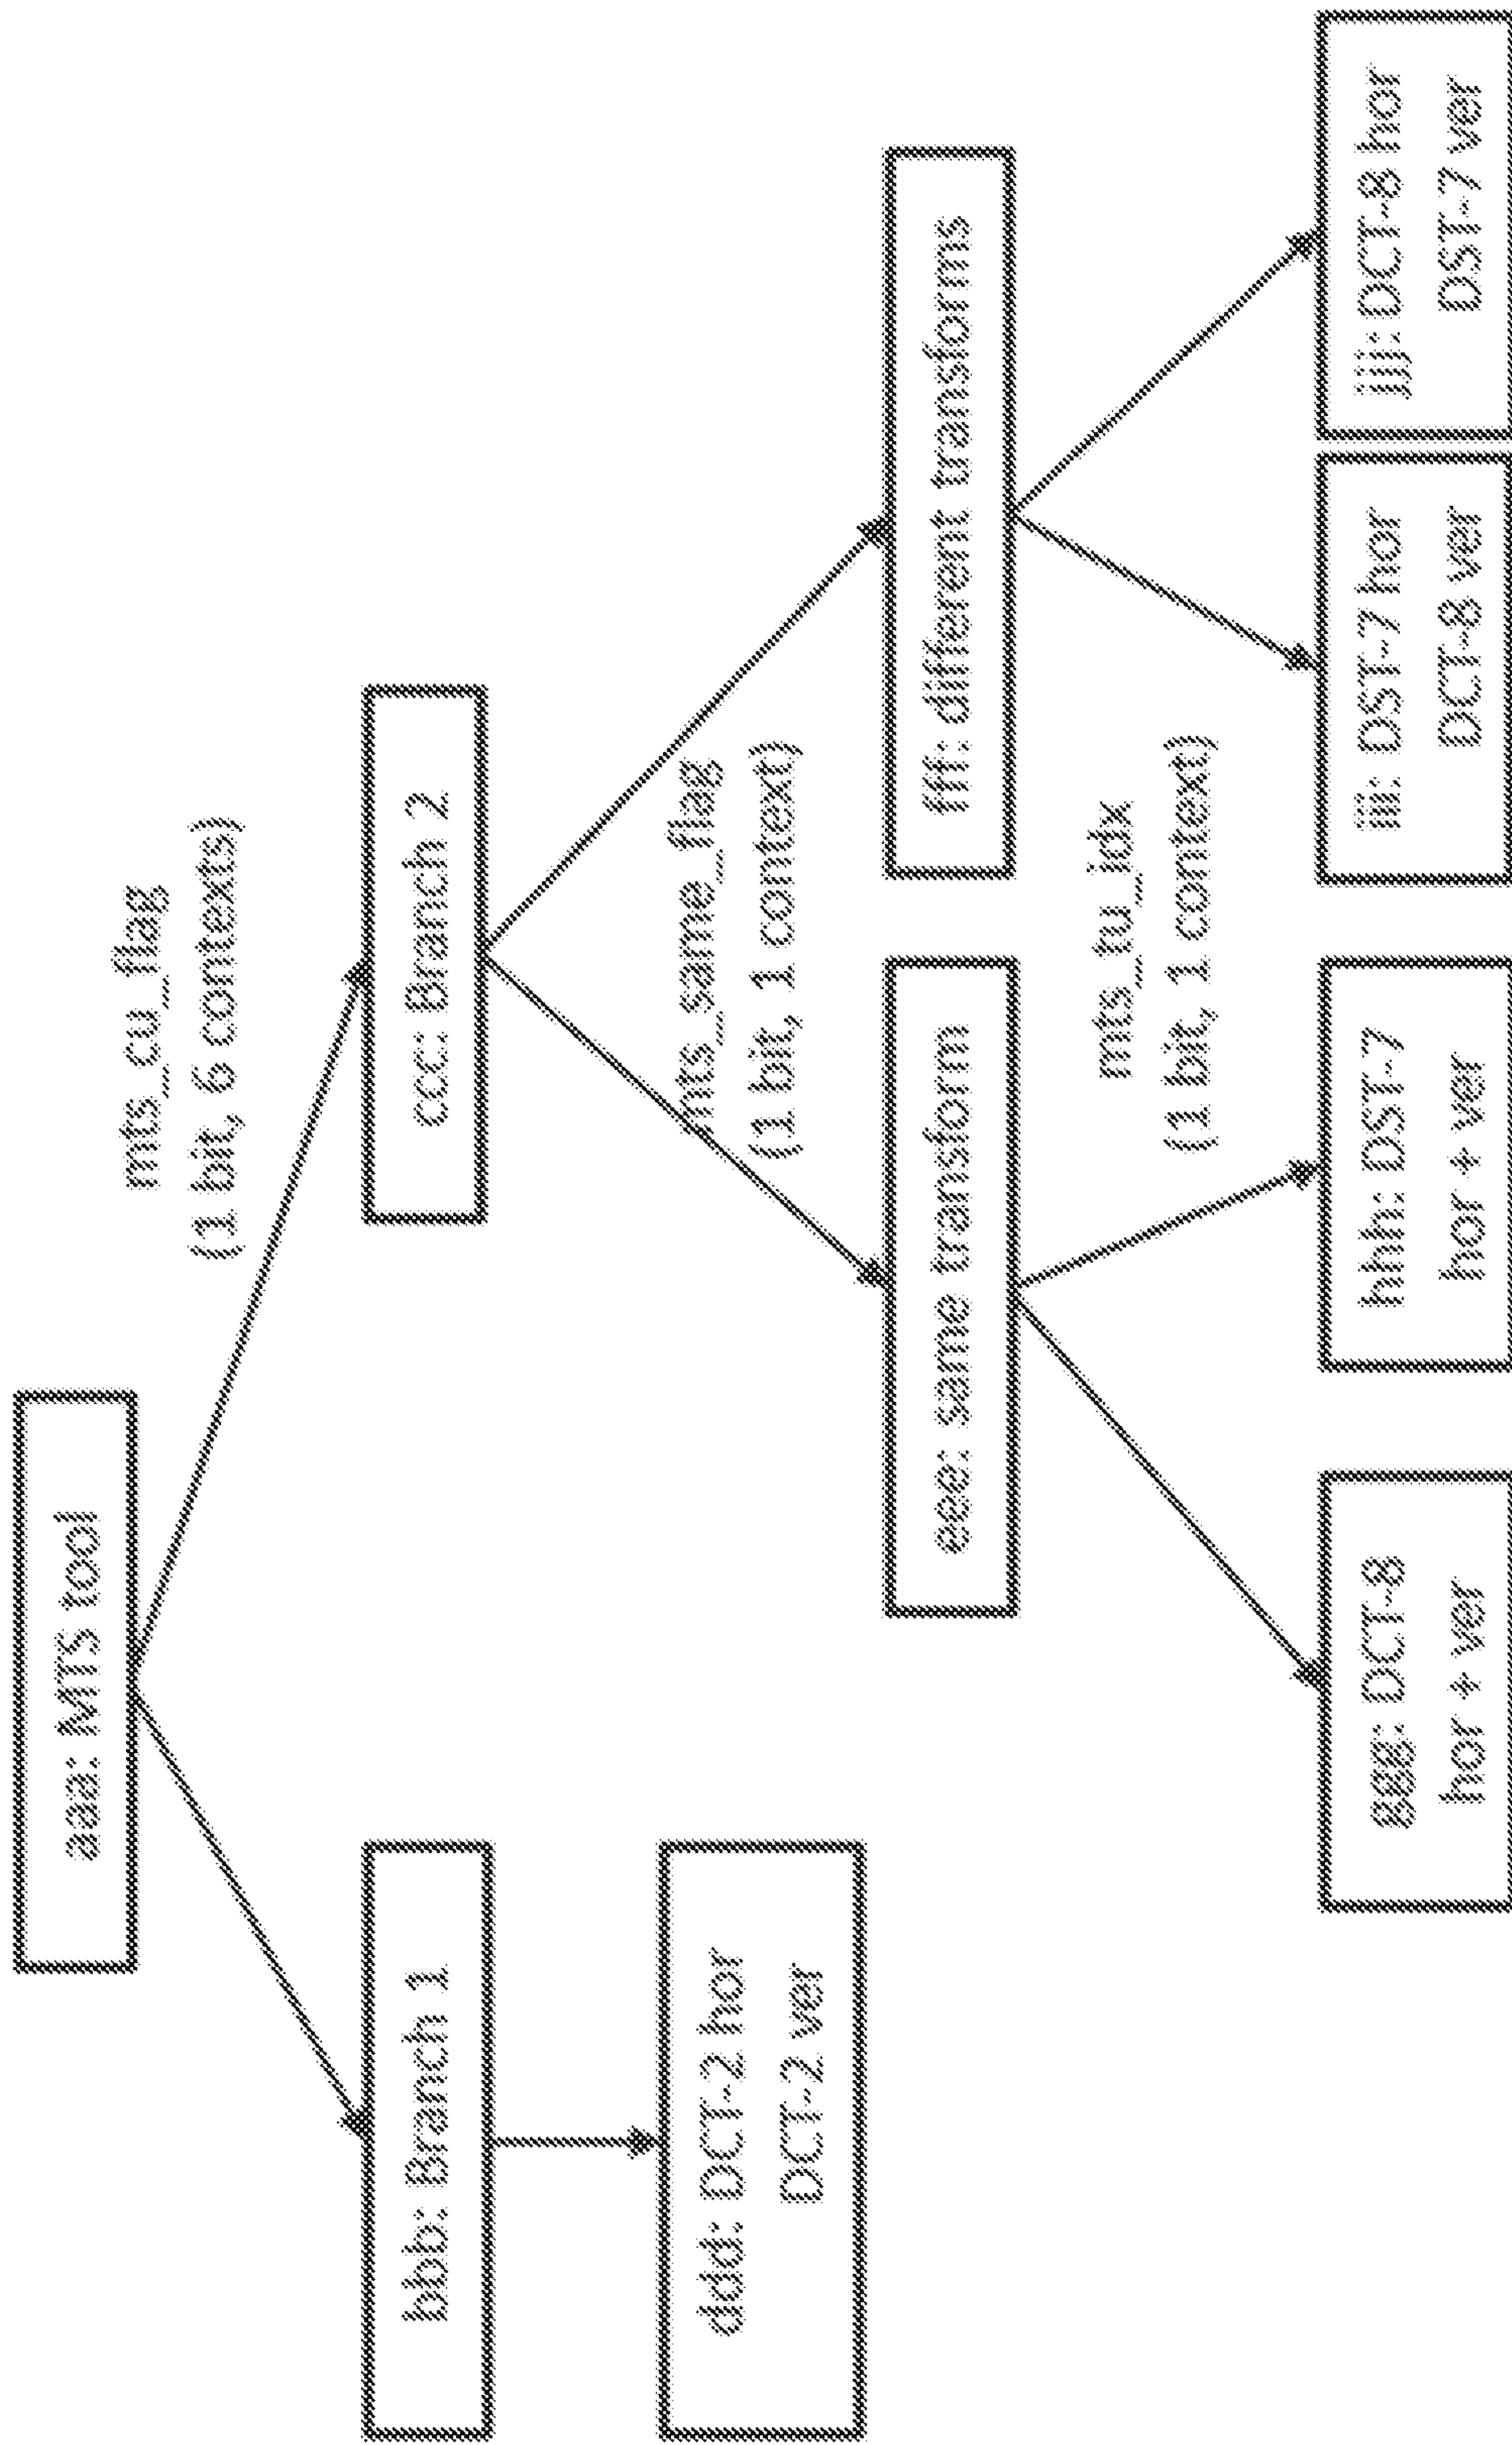 aaa: MTS tool
mts_cu_flag
(1 bit, 6 contexts)
bbb: Branch 1
ccc: Branch 2
ddd: DCT-2 hor
DCT-2 ver
mts_same_flag
(1 bit, 1 context)
eee: same transform
fff: different transforms
mts_tu_idx
(1 bit, 1 context)
ggg: DCT-8
hor + ver
hhh: DST-7
hor + ver
iii: DST-7 hor
DCT-8 ver
jjj: DCT-8 hor
DST-7 ver